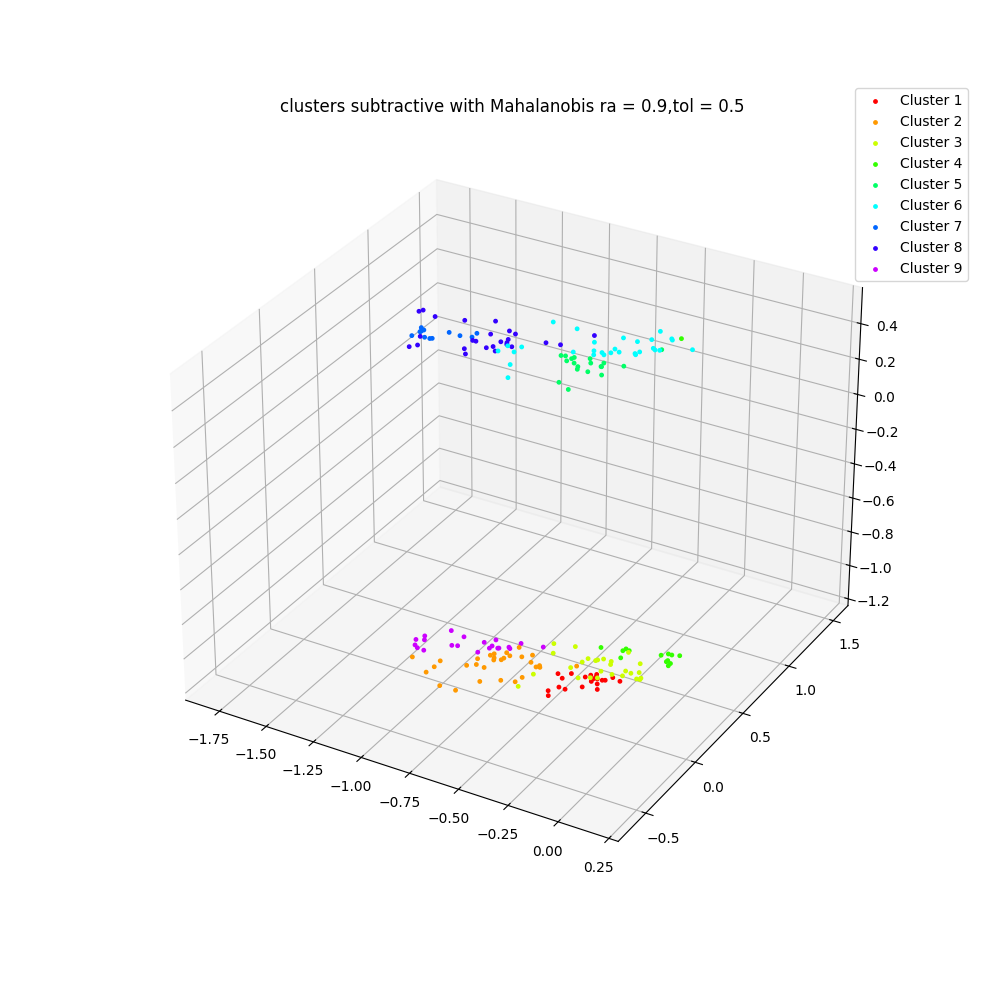 clusters subtractive with Mahalanobis ra = 0.9,tol = 0.5
Cluster 1
Cluster 2
Cluster 3
Cluster 4
Cluster 5
Cluster 6
Cluster 7
Cluster 8
Cluster 9
0.4
0.2
0.0
−0.2
−0.4
−0.6
−0.8
−1.0
−1.2
1.5
1.0
0.5
0.0
−0.5
−1.75
−1.50
−1.25
−1.00
−0.75
−0.50
−0.25
0.00
0.25